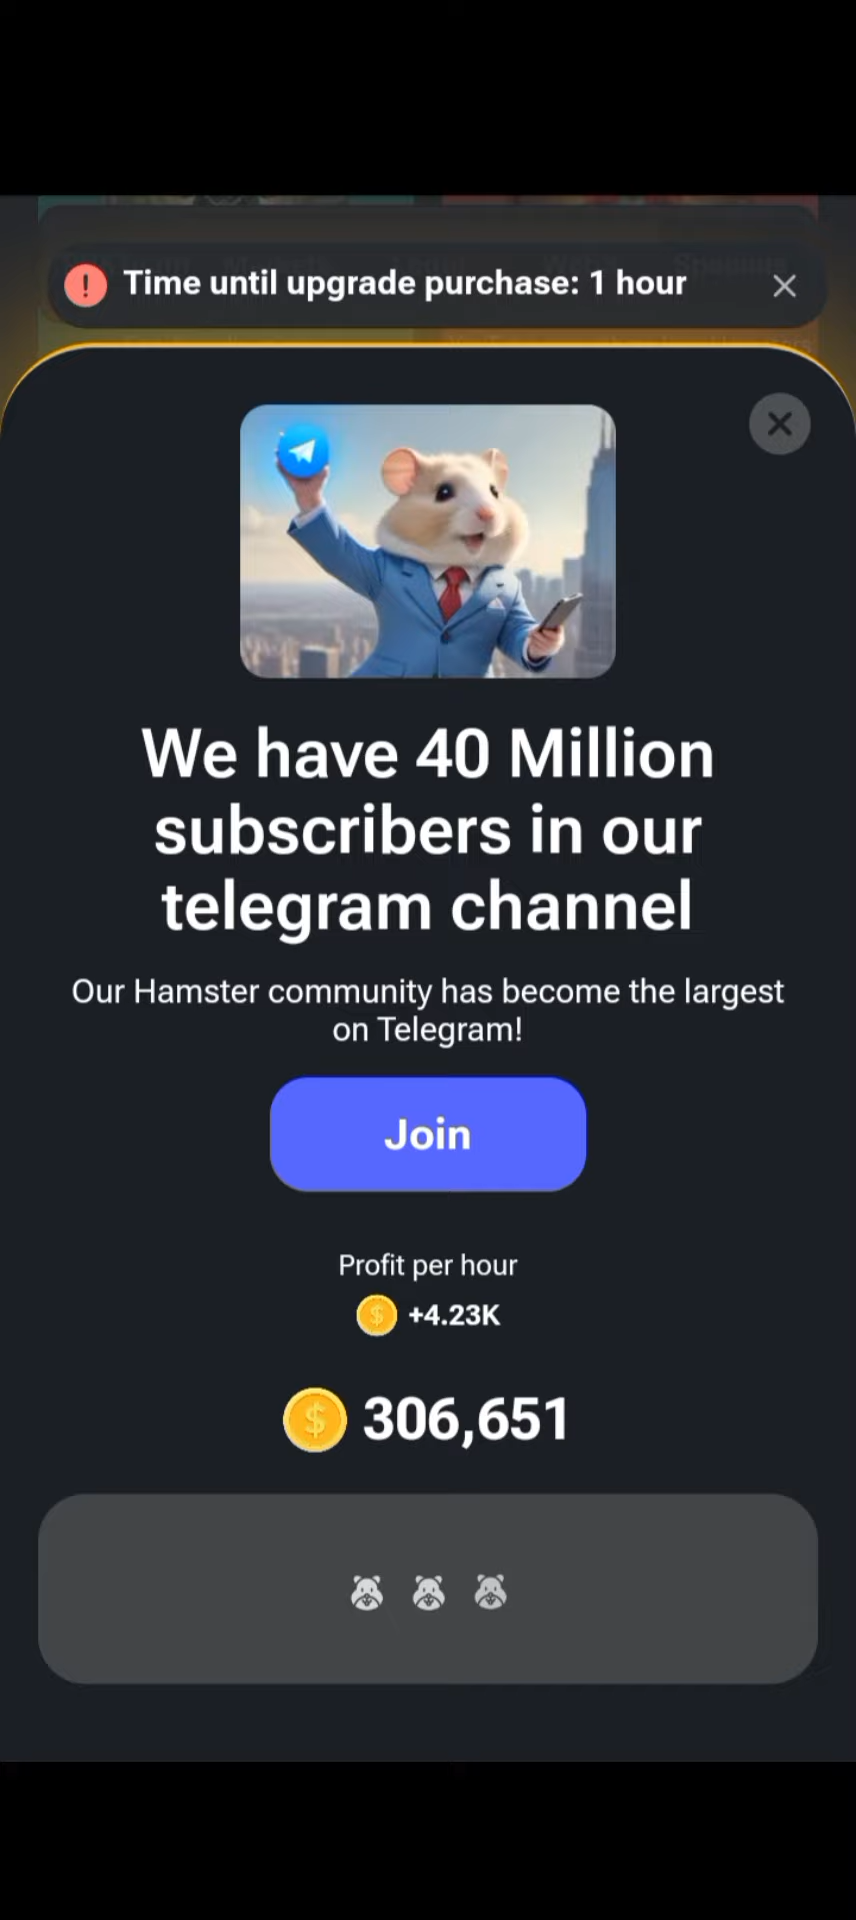 Time until upgrade purchase: 1 hour
We have 40 Million
subscribers in our
telegram channel
Our Hamster community has become the largest
on Telegram!
Join
Profit per hour
+4.23K
306,651